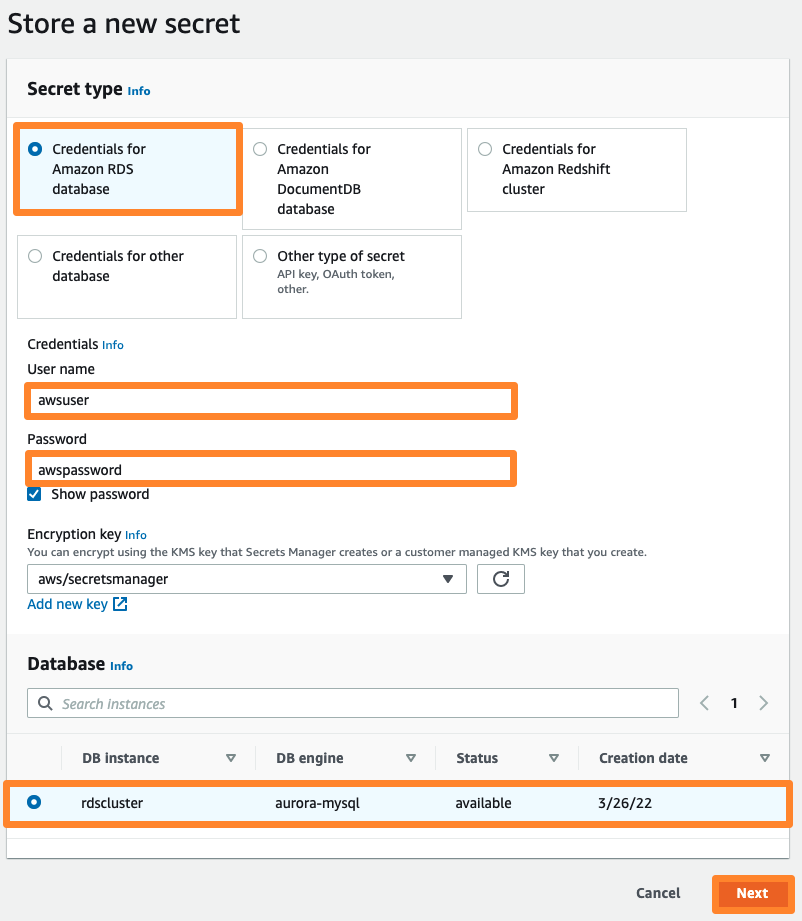 Store a new secret
Secret type Info
Credentials for
Amazon RDS
database
Credentials for
Amazon
DocumentDB
database
Credentials for
Amazon Redshift
cluster
Credentials for other
database
Other type of secret
API key, OAuth token,
other.
Credentials Info
User name
awsuser
Password
awspassword
Show password
Encryption key Info
You can encrypt using the KMS key that Secrets Manager creates or a customer managed KMS key that you create.
aws/secretsmanager
Add new key
Database Info
Search instances
1
DB instance DB engine Status Creation date
rdscluster aurora-mysql available 3/26/22
Cancel Next